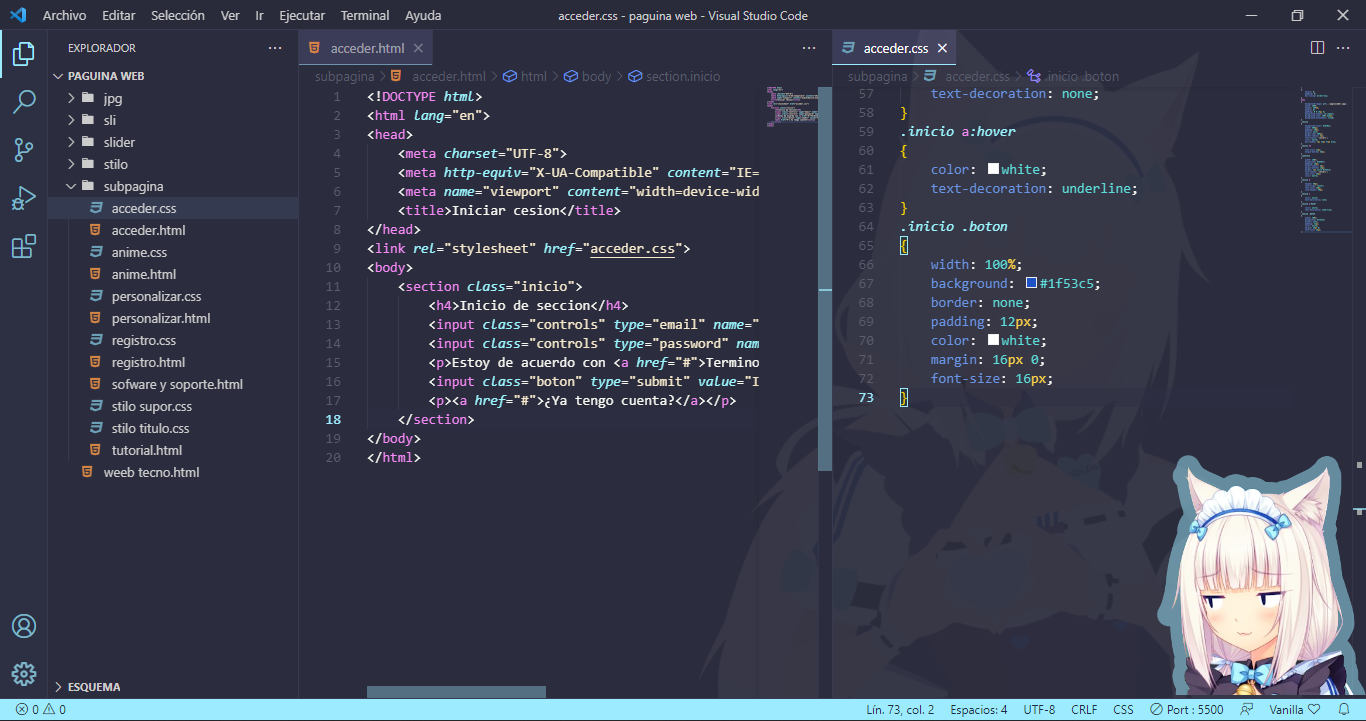 Archivo Editar Selección Ver Ir Ejecutar Terminal Ayuda
acceder.css - paguina web - Visual Studio Code
EXPLORADOR
PAGUINA WEB
jpg
sli
slider
stilo
subpagina
acceder.css
acceder.html
anime.css
anime.html
personalizar.css
personalizar.html
registro.css
registro.html
sofware y soporte.html
stilo supor.css
stilo titulo.css
tutorial.html
weeb tecno.html
ESQUEMA
acceder.html
subpagina > acceder.html > html > body > section.inicio
1 <!DOCTYPE html>
2 <html lang="en">
3 <head>
4 <meta charset="UTF-8">
5 <meta http-equiv="X-UA-Compatible" content="IE=
6 <meta name="viewport" content="width=device-wid
7 <title>Iniciar cesion</title>
8 </head>
9 <link rel="stylesheet" href="acceder.css">
10 <body>
11 <section class="inicio">
12 <h4>Inicio de seccion</h4>
13 <input class="controls" type="email" name="
14 <input class="controls" type="password" nam
15 <p>Estoy de acuerdo con <a href="#">Termino
16 <input class="boton" type="submit" value="I
17 <p><a href="#">¿Ya tengo cuenta?</a></p>
18 </section>
19 </body>
20 </html>
acceder.css
subpagina > acceder.css > .inicio .boton
57 text-decoration: none;
58 }
59 .inicio a:hover
60 {
61 color: white;
62 text-decoration: underline;
63 }
64 .inicio .boton
65 {
66 width: 100%;
67 background: #1f53c5;
68 border: none;
69 padding: 12px;
70 color: white;
71 margin: 16px 0;
72 font-size: 16px;
73 }
0 0
Lín. 73, col. 2 Espacios: 4 UTF-8 CRLF CSS Port : 5500 Vanilla